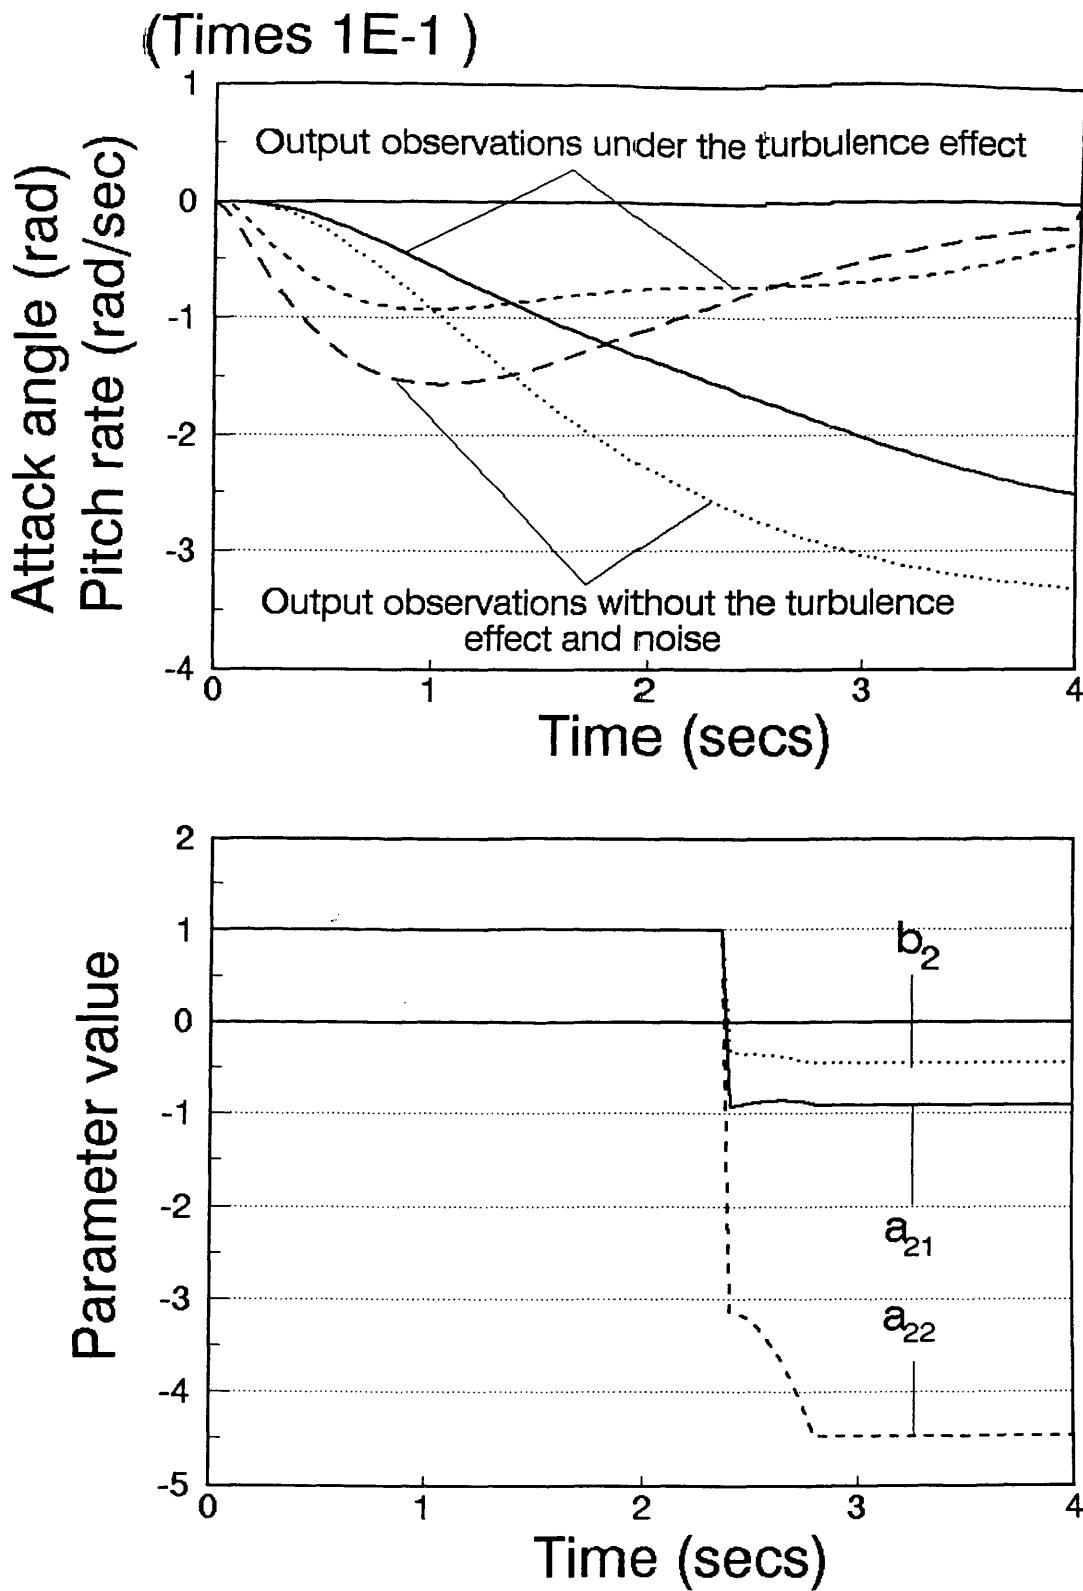 (Times 1E-1 )
Attack angle (rad)
Pitch rate (rad/sec)
1
0
-1
-2
-3
-4
Output observations under the turbulence effect
Output observations without the turbulence
effect and noise
0 1 2 3 4
Time (secs)
Parameter value
2
1
0
-1
-2
-3
-4
-5
b2
a21
a22
0 1 2 3 4
Time (secs)